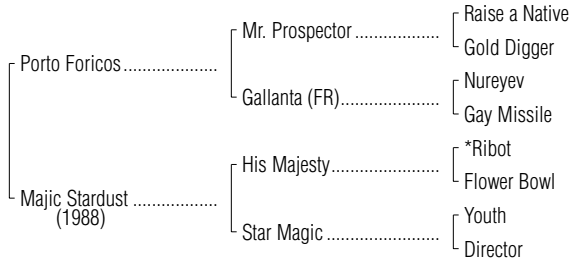 Raise a Native
Mr. Prospector ...................
Gold Digger
Porto Foricos ...................
Nureyev
Gallanta (FR)......................
Gay Missile
*Ribot
His Majesty........................
Flower Bowl
Majic Stardust .................
(1988)
Youth
Star Magic .........................
Director